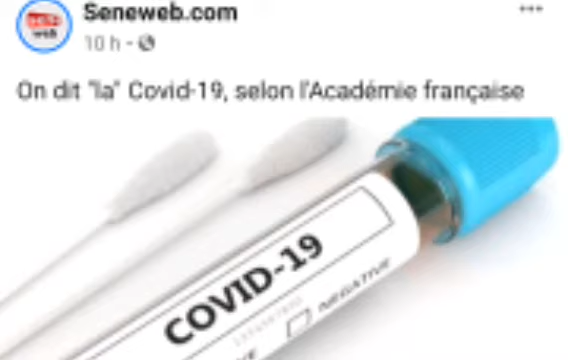 Seneweb.com
10 h
On dit "la" Covid-19, selon l'Académie française
COVID-19
NEGATIVE